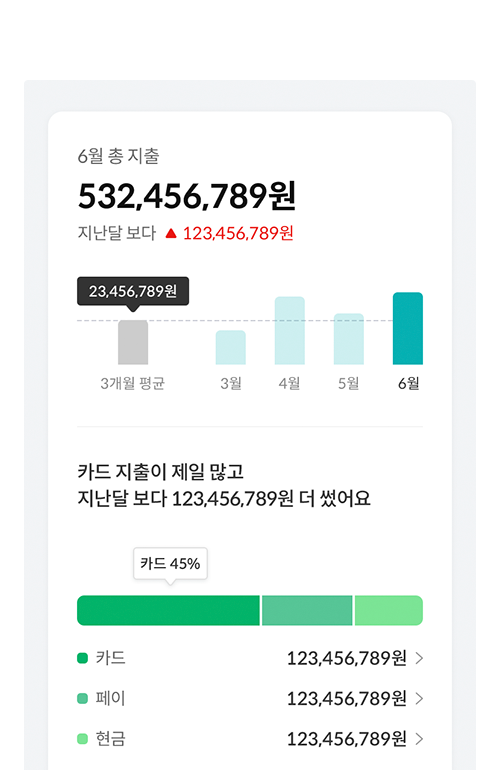 6월 총 지출
532,456,789원
지난달 보다 ▲ 123,456,789원
23,456,789원
3개월 평균 3월 4월 5월 6월
카드 지출이 제일 많고
지난달 보다 123,456,789원 더 썼어요
카드 45%
카드 123,456,789원
페이 123,456,789원
현금 123,456,789원